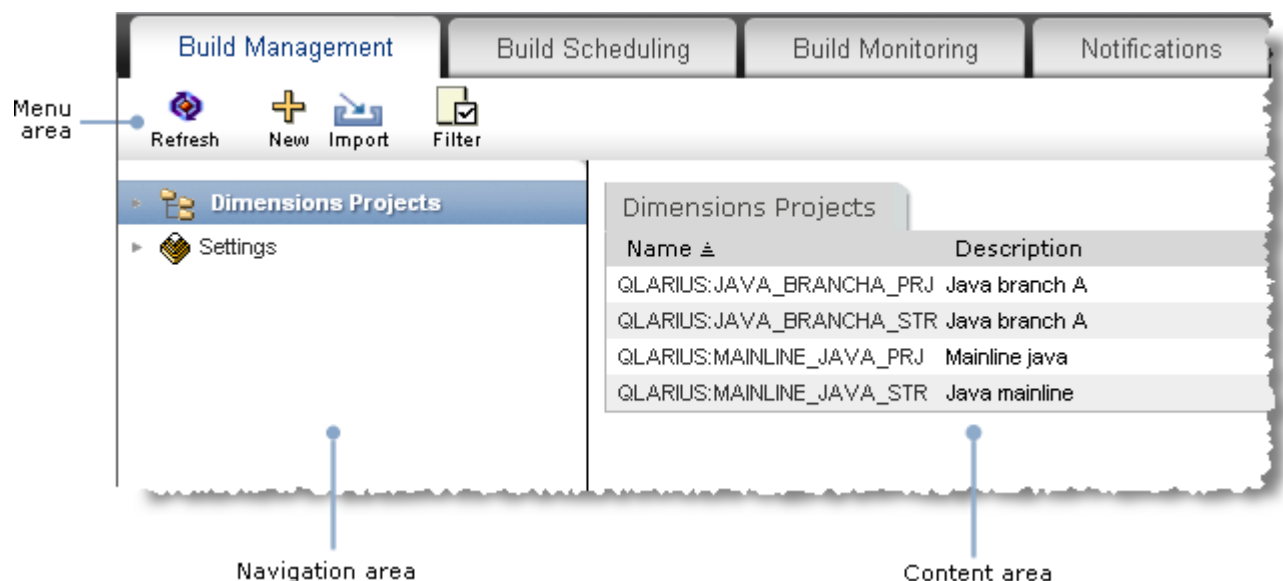 Build Management Build Scheduling Build Monitoring Notifications
Menu area
Refresh New Import Filter
Dimensions Projects
Settings
Dimensions Projects
Name Description
QLARIUS:JAVA_BRANCHA_PRJ Java branch A
QLARIUS:JAVA_BRANCHA_STR Java branch A
QLARIUS:MAINLINE_JAVA_PRJ Mainline java
QLARIUS:MAINLINE_JAVA_STR Java mainline
Navigation area Content area